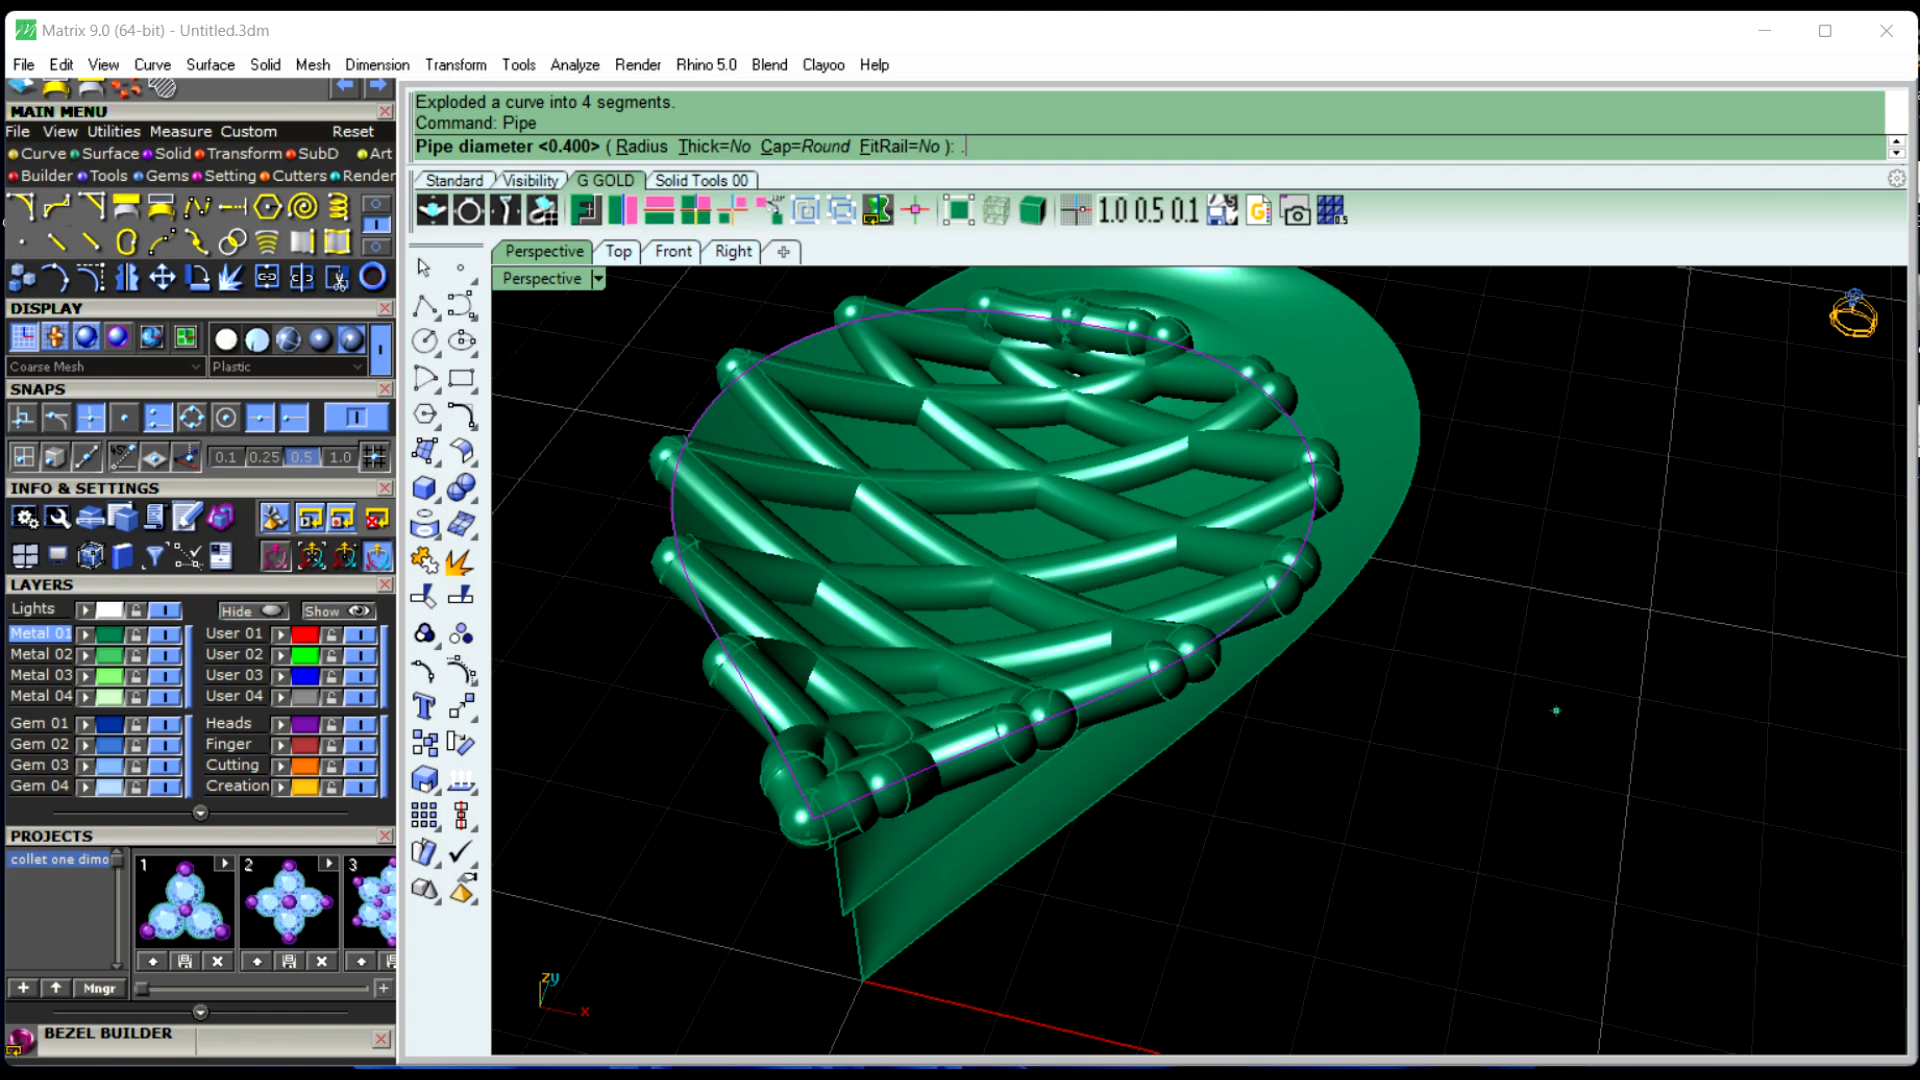 Matrix 9.0 (64-bit) - Untitled.3dm
File Edit View Curve Surface Solid Mesh Dimension Transform Tools Analyze Render Rhino 5.0 Blend Clayoo Help
MAIN MENU
File View Utilities Measure Custom Reset
Curve Surface Solid Transform SubD Art
Builder Tools Gems Setting Cutters Render
Exploded a curve into 4 segments.
Command: Pipe
Pipe diameter <0.400> ( Radius Thick=No Cap=Round FitRail=No ): .
Standard Visibility G GOLD Solid Tools 00
1.0 0.5 0.1 G 0.5
Perspective Top Front Right
Perspective
DISPLAY
Coarse Mesh Plastic
SNAPS
45°
0.1 0.25 0.5 1.0
INFO & SETTINGS
LAYERS
Lights Hide Show
Metal 01 User 01
Metal 02 User 02
Metal 03 User 03
Metal 04 User 04
Gem 01 Heads
Gem 02 Finger
Gem 03 Cutting
Gem 04 Creation
PROJECTS
collet one dimo
1 2 3
Mngr
BEZEL BUILDER
zy
x